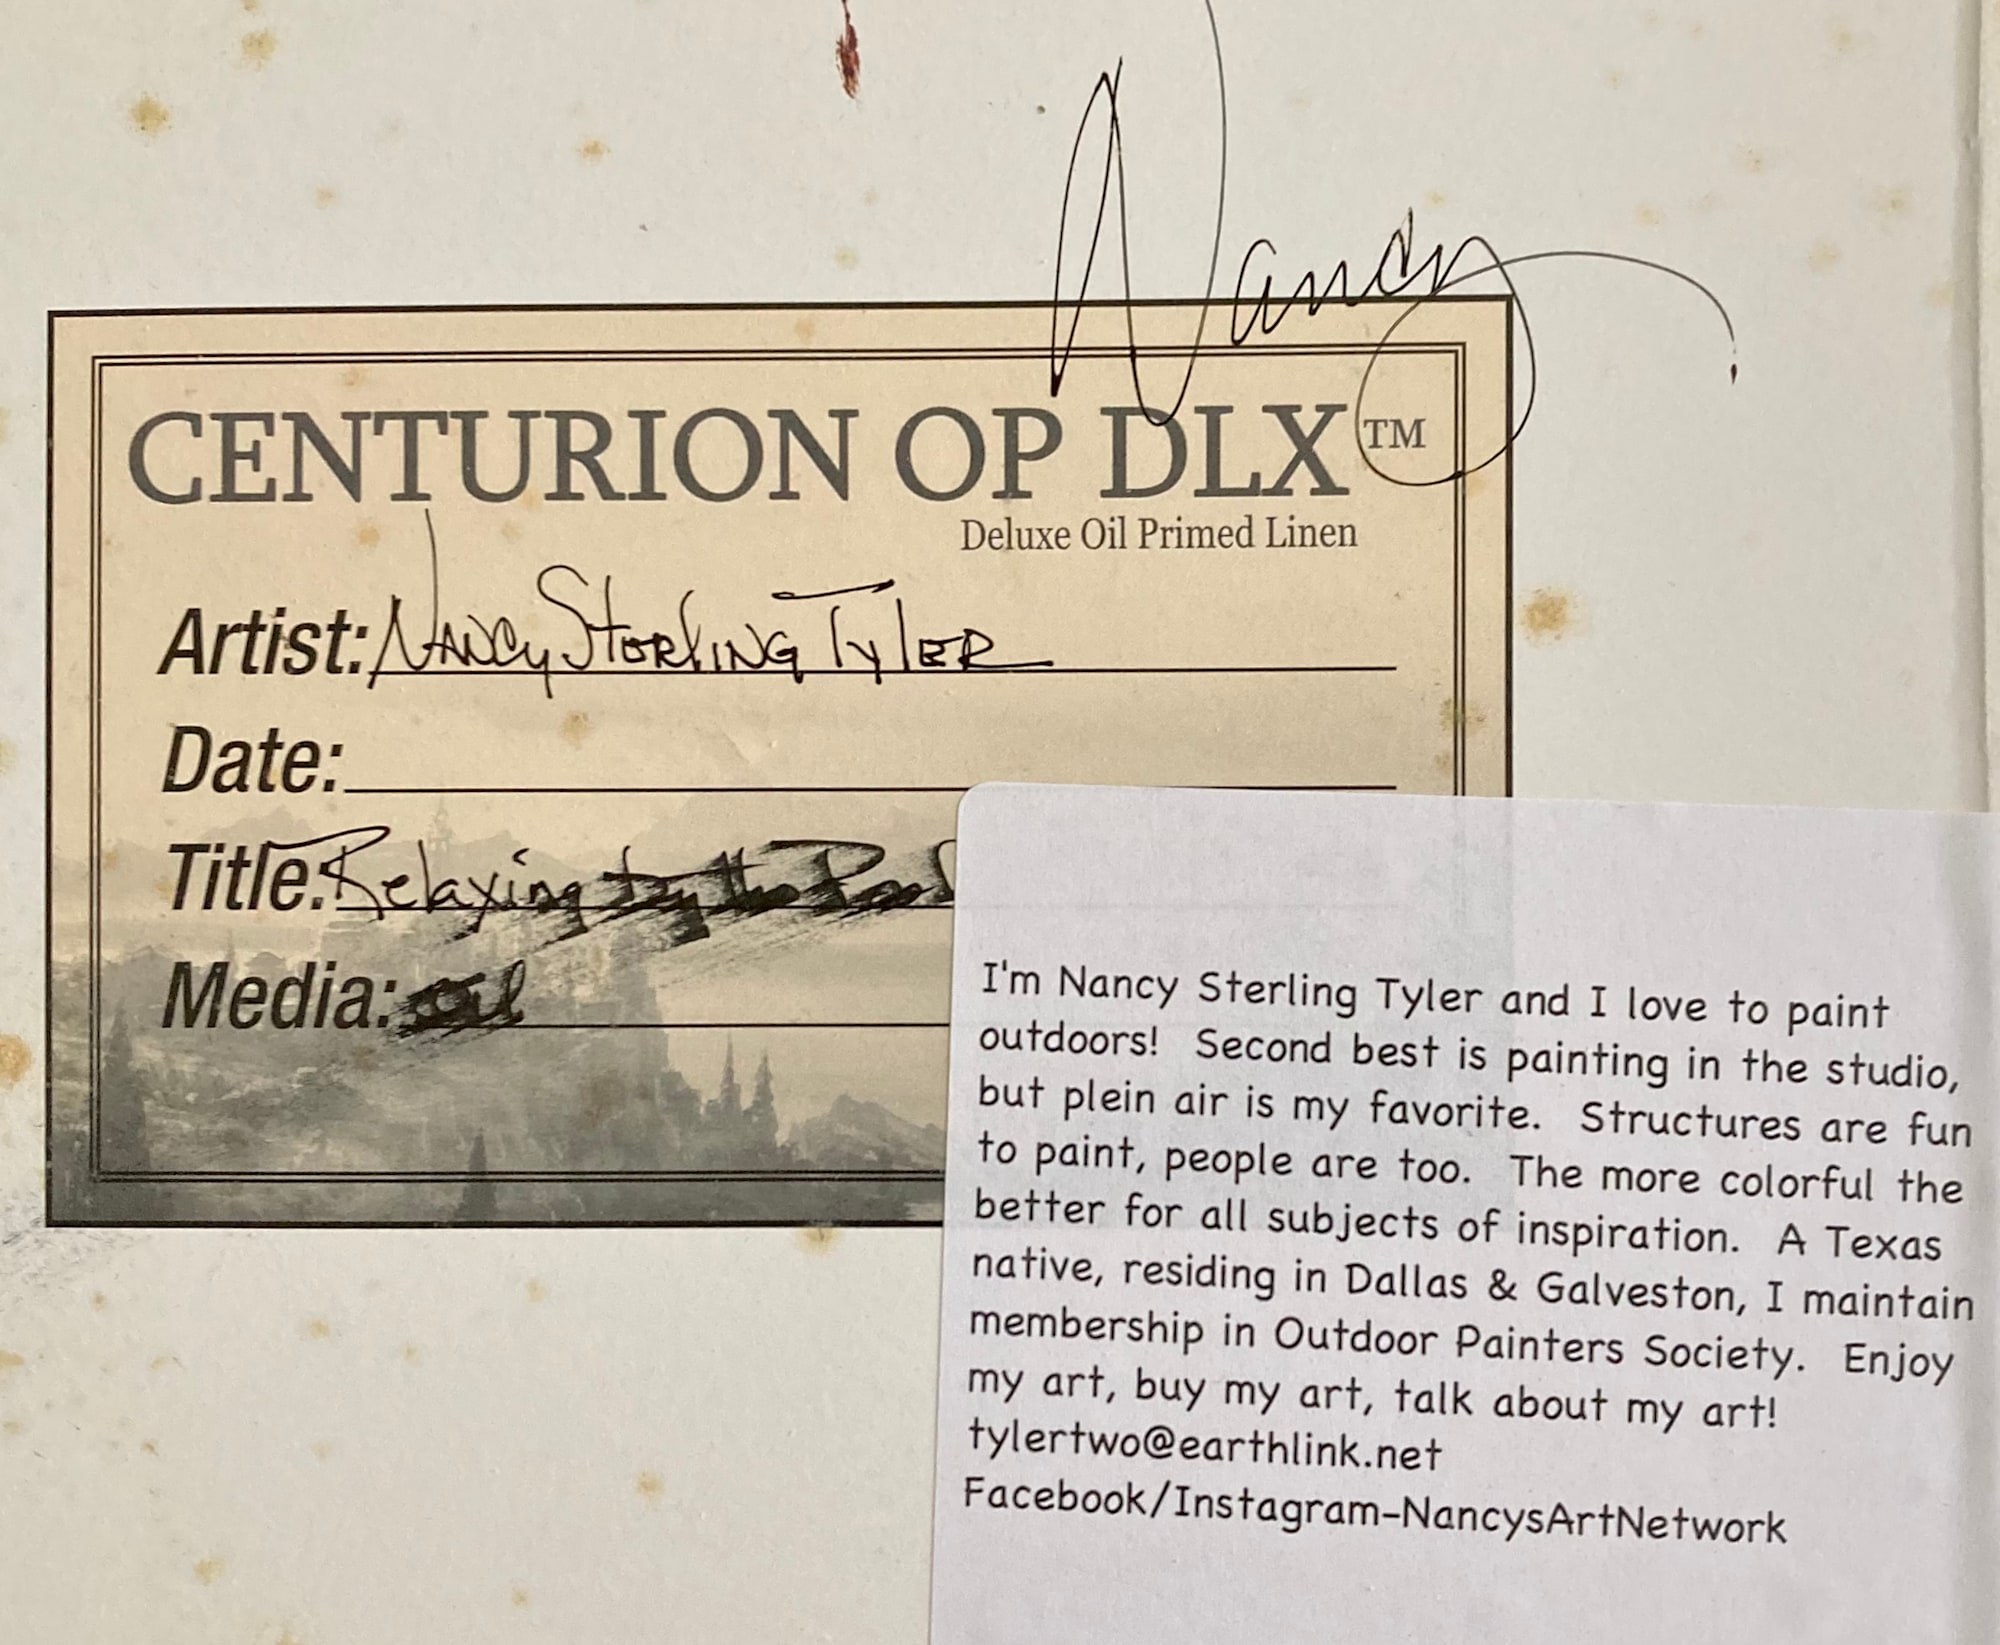 Nancy
CENTURION OP DLX™
Deluxe Oil Primed Linen
Artist: Nancy Sterling Tyler
Date:
Title: Relaxing by the
Media: oil
I'm Nancy Sterling Tyler and I love to paint
outdoors!  Second best is painting in the studio,
but plein air is my favorite.  Structures are fun
to paint, people are too.  The more colorful the
better for all subjects of inspiration.  A Texas
native, residing in Dallas & Galveston, I maintain
membership in Outdoor Painters Society.  Enjoy
my art, buy my art, talk about my art!
tylertwo@earthlink.net
Facebook/Instagram-NancysArtNetwork